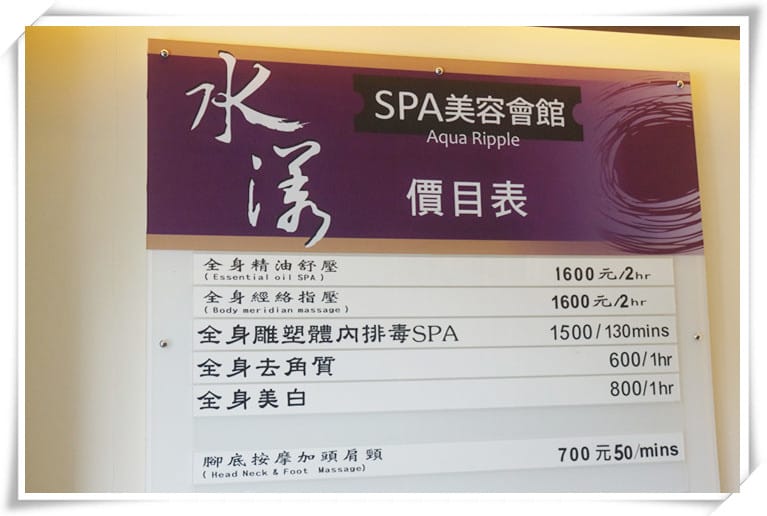 水漾
SPA美容會館
Aqua Ripple
價目表
全身精油舒壓 1600元/2hr
(Essential oil SPA)
全身經絡指壓 1600元/2hr
(Body meridian massage)
全身雕塑體內排毒SPA 1500/130mins
全身去角質 600/1hr
全身美白 800/1hr
腳底按摩加頭肩頸 700元50/mins
(Head Neck & Foot Massage)